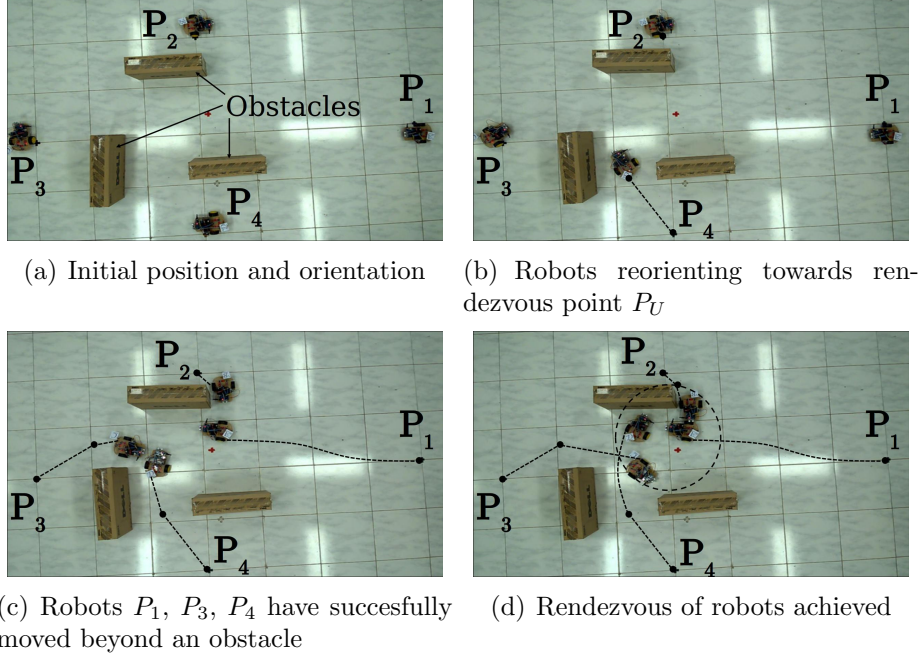 P2
P1
Obstacles
P3
P4
(a) Initial position and orientation
P2
P1
P3
P4
(b) Robots reorienting towards ren-
dezvous point PU
P2
P1
P3
P4
(c) Robots P1, P3, P4 have succesfully
moved beyond an obstacle
P2
P1
P3
P4
(d) Rendezvous of robots achieved